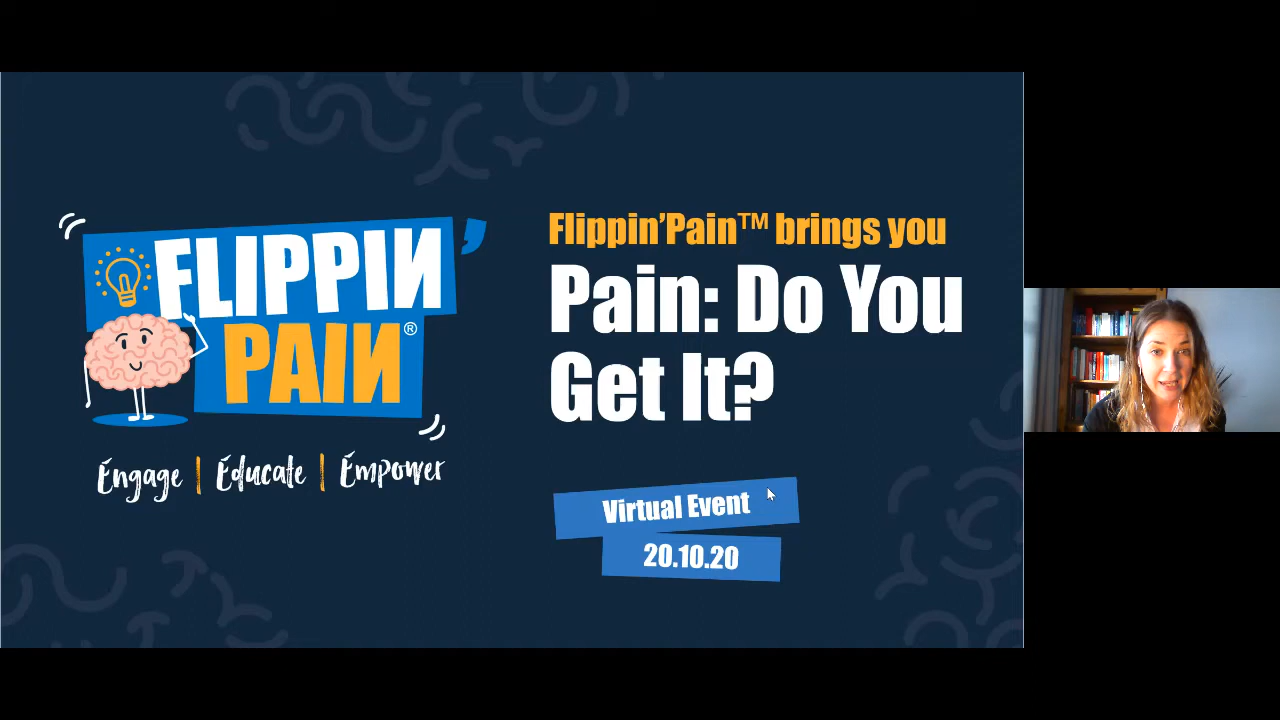 FLIPPIN'
PAIN®
Engage | Educate | Empower
Flippin'Pain™ brings you
Pain: Do You
Get It?
Virtual Event
20.10.20